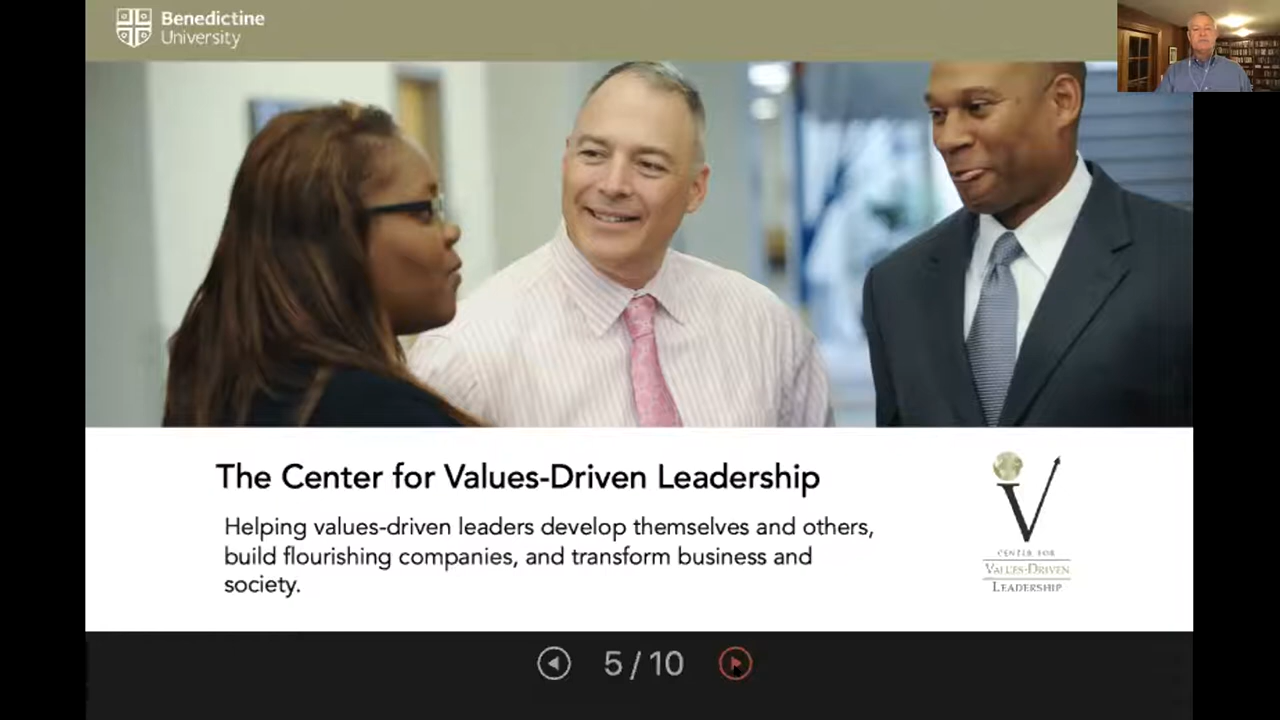 Benedictine
University
The Center for Values-Driven Leadership
Helping values-driven leaders develop themselves and others,
build flourishing companies, and transform business and
society.
CENTER FOR
VALUES-DRIVEN
LEADERSHIP
5 / 10